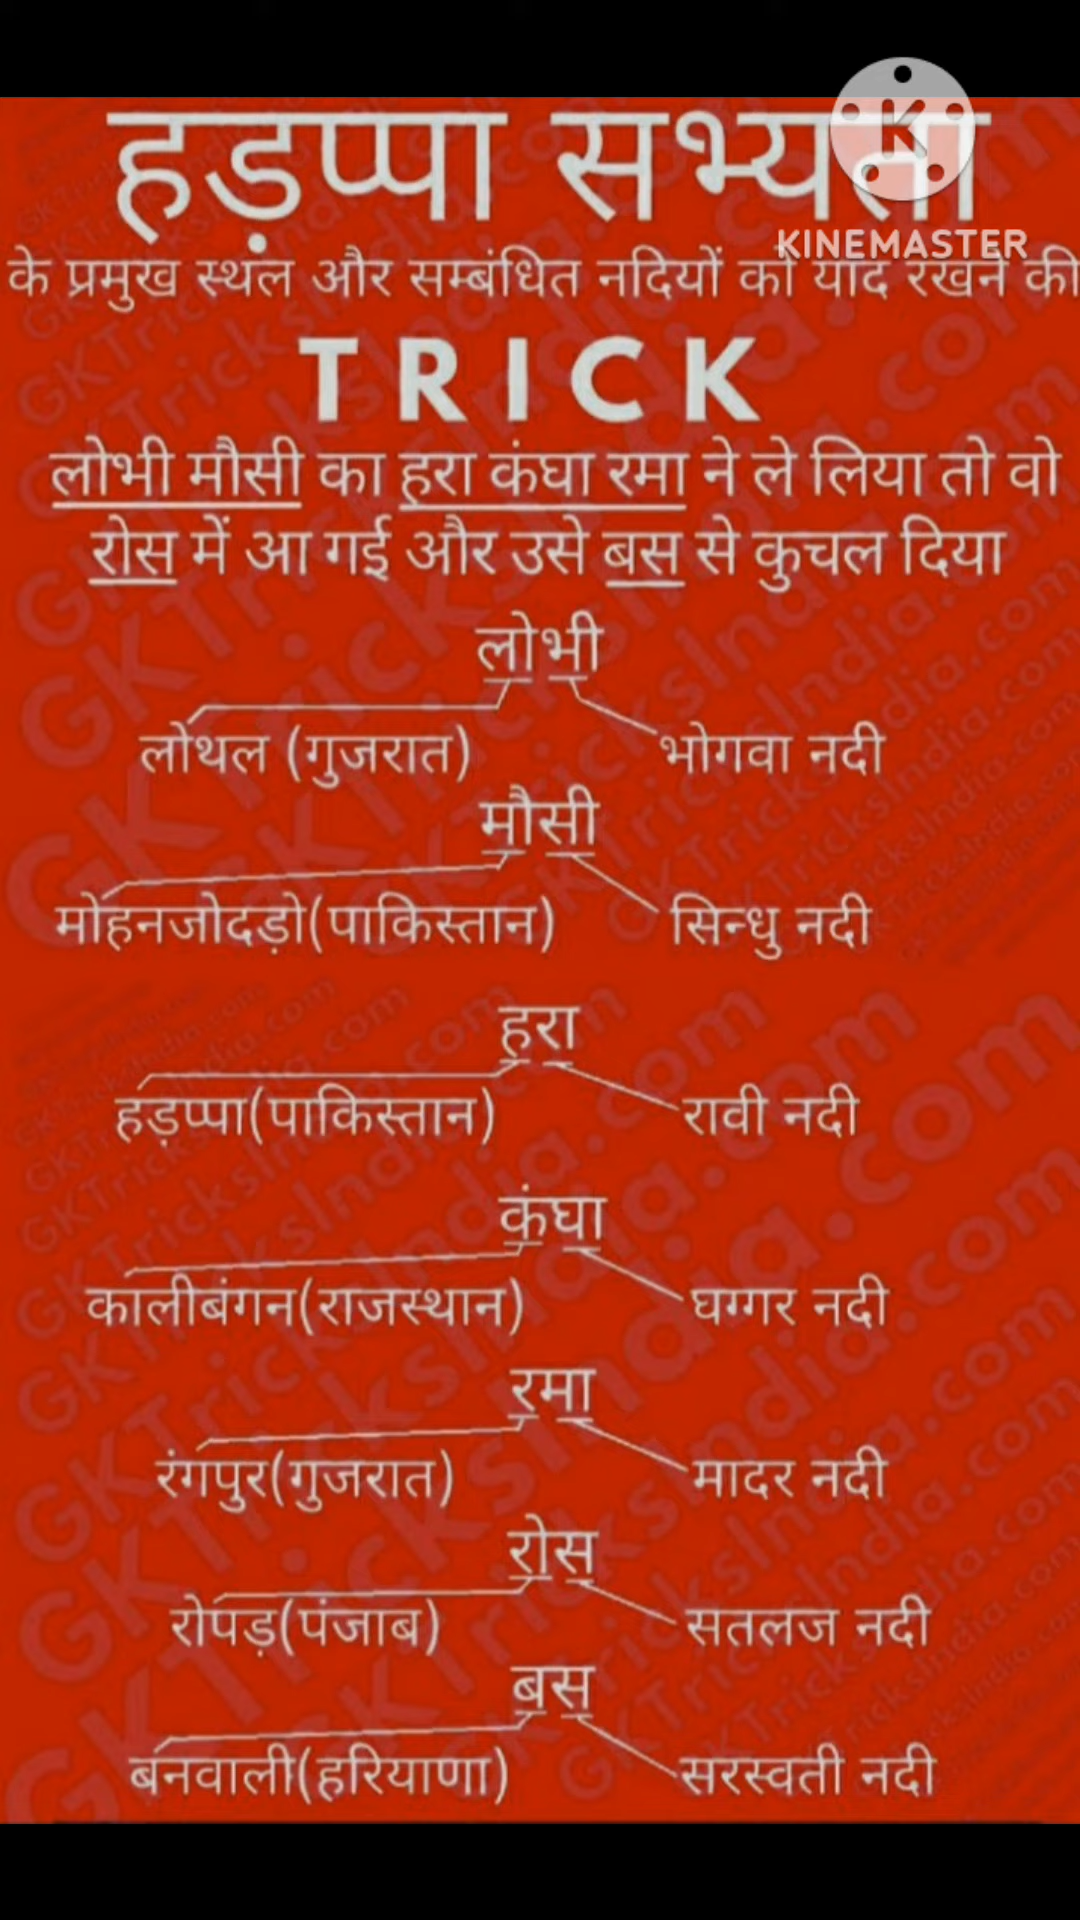 हड़प्पा सभ्यता
KINEMASTER
के प्रमुख स्थल और सम्बंधित नदियों को याद रखने की
TRICK
लोभी मौसी का हरा कंघा रमा ने ले लिया तो वो
रोस में आ गई और उसे बस से कुचल दिया
लोभी
लोथल (गुजरात) भोगवा नदी
मौसी
मोहनजोदड़ो(पाकिस्तान) सिन्धु नदी
हरा
हड़प्पा(पाकिस्तान) रावी नदी
कंघा
कालीबंगन(राजस्थान) घग्गर नदी
रमा
रंगपुर(गुजरात) मादर नदी
रोस
रोपड़(पंजाब) सतलज नदी
बस
बनवाली(हरियाणा) सरस्वती नदी
GKTricksIndia.com